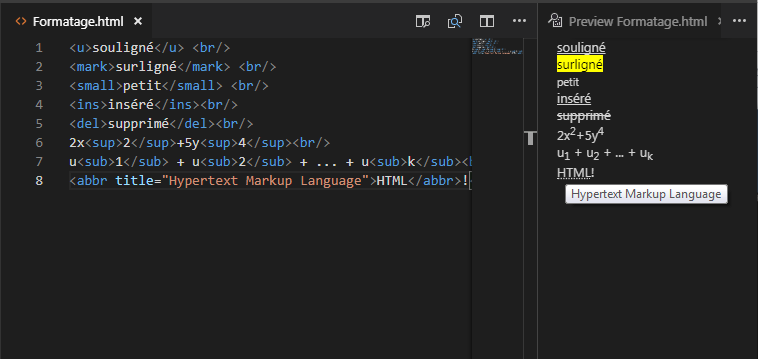 Formatage.html
1 <u>souligné</u> <br/>
2 <mark>surligné</mark> <br/>
3 <small>petit</small> <br/>
4 <ins>inséré</ins><br/>
5 <del>supprimé</del><br/>
6 2x<sup>2</sup>+5y<sup>4</sup><br/>
7 u<sub>1</sub> + u<sub>2</sub> + ... + u<sub>k</sub><b
8 <abbr title="Hypertext Markup Language">HTML</abbr>!<
Preview Formatage.html
souligné
surligné
petit
inséré
supprimé
2x²+5y⁴
u₁ + u₂ + ... + uₖ
HTML!
Hypertext Markup Language